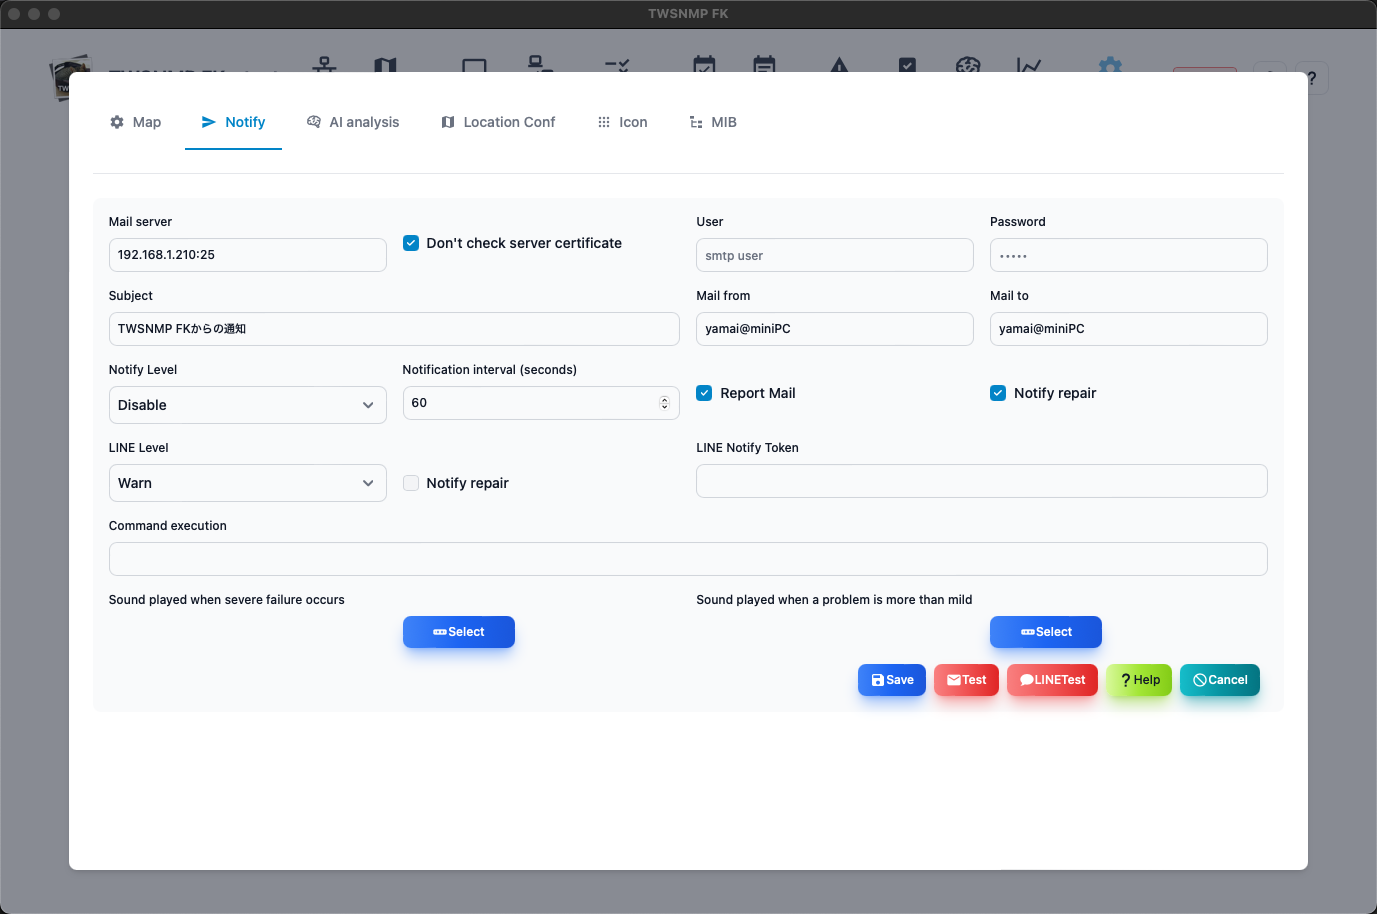 TWSNMP FK
Map Notify AI analysis Location Conf Icon MIB
Mail server User Password
192.168.1.210:25 Don't check server certificate smtp user •••••
Subject Mail from Mail to
TWSNMP FKからの通知 yamai@miniPC yamai@miniPC
Notify Level Notification interval (seconds)
Disable 60 Report Mail Notify repair
LINE Level LINE Notify Token
Warn Notify repair
Command execution
Sound played when severe failure occurs Sound played when a problem is more than mild
Select Select
Save Test LINETest ? Help Cancel